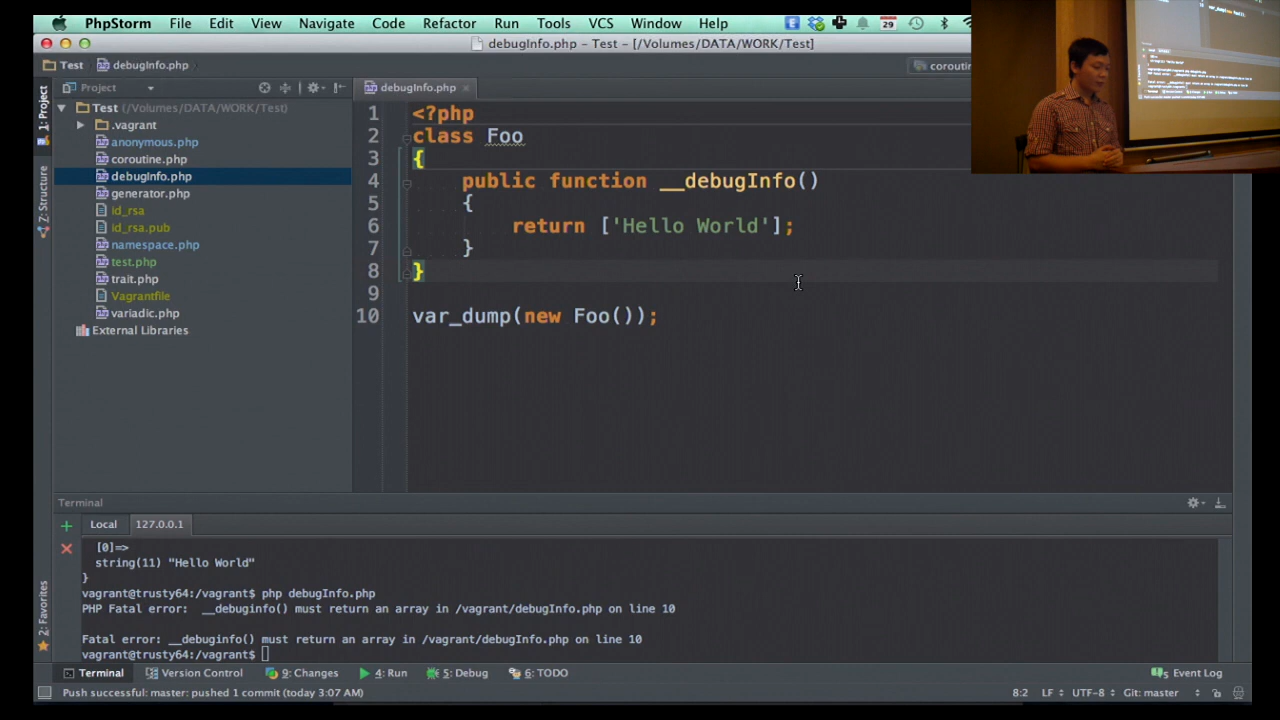 PhpStorm File Edit View Navigate Code Refactor Run Tools VCS Window Help 29
debugInfo.php - Test - [/Volumes/DATA/WORK/Test]
Test debugInfo.php
Project
debugInfo.php
1: Project
Z: Structure
2: Favorites
Test (/Volumes/DATA/WORK/Test)
.vagrant
anonymous.php
coroutine.php
debugInfo.php
generator.php
id_rsa
id_rsa.pub
namespace.php
test.php
trait.php
Vagrantfile
variadic.php
External Libraries
1 <?php
2 class Foo
3 {
4 public function __debugInfo()
5 {
6 return ['Hello World'];
7 }
8 }
9
10 var_dump(new Foo());
Terminal
Local 127.0.0.1
[0]=>
string(11) "Hello World"
}
vagrant@trusty64:/vagrant$ php debugInfo.php
PHP Fatal error:  __debuginfo() must return an array in /vagrant/debugInfo.php on line 10
Fatal error: __debuginfo() must return an array in /vagrant/debugInfo.php on line 10
vagrant@trusty64:/vagrant$
Terminal Version Control 9: Changes 4: Run 5: Debug 6: TODO Event Log
Push successful: master: pushed 1 commit (today 3:07 AM) 8:2 LF UTF-8 Git: master